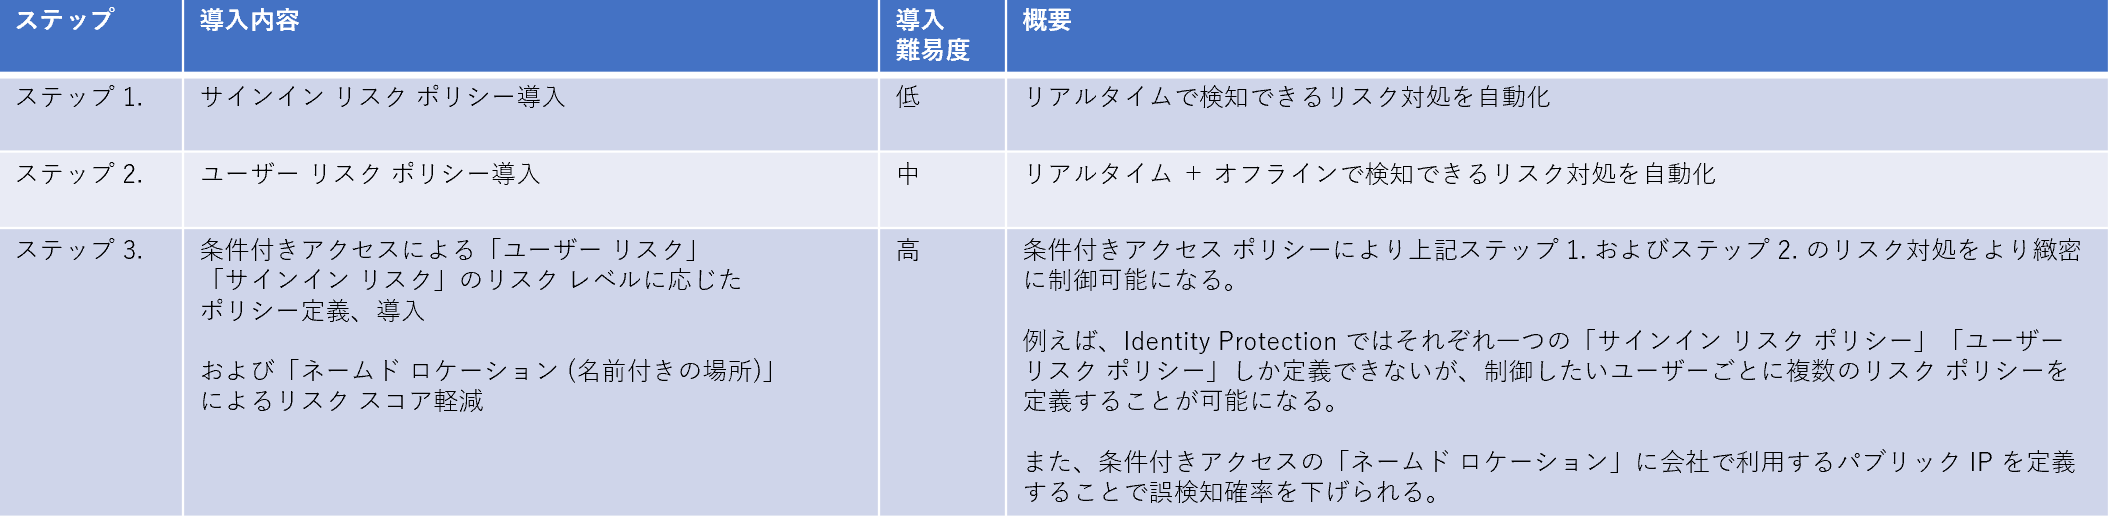 ステップ
導入内容
導入
難易度
概要
ステップ 1.
サインイン リスク ポリシー導入
低
リアルタイムで検知できるリスク対処を自動化
ステップ 2.
ユーザー リスク ポリシー導入
中
リアルタイム ＋ オフラインで検知できるリスク対処を自動化
ステップ 3.
条件付きアクセスによる「ユーザー リスク」
「サインイン リスク」のリスク レベルに応じた
ポリシー定義、導入
および「ネームド ロケーション (名前付きの場所)」
によるリスク スコア軽減
高
条件付きアクセス ポリシーにより上記ステップ 1. およびステップ 2. のリスク対処をより緻密
に制御可能になる。
例えば、Identity Protection ではそれぞれ一つの「サインイン リスク ポリシー」「ユーザー
リスク ポリシー」しか定義できないが、制御したいユーザーごとに複数のリスク ポリシーを
定義することが可能になる。
また、条件付きアクセスの「ネームド ロケーション」に会社で利用するパブリック IP を定義
することで誤検知確率を下げられる。